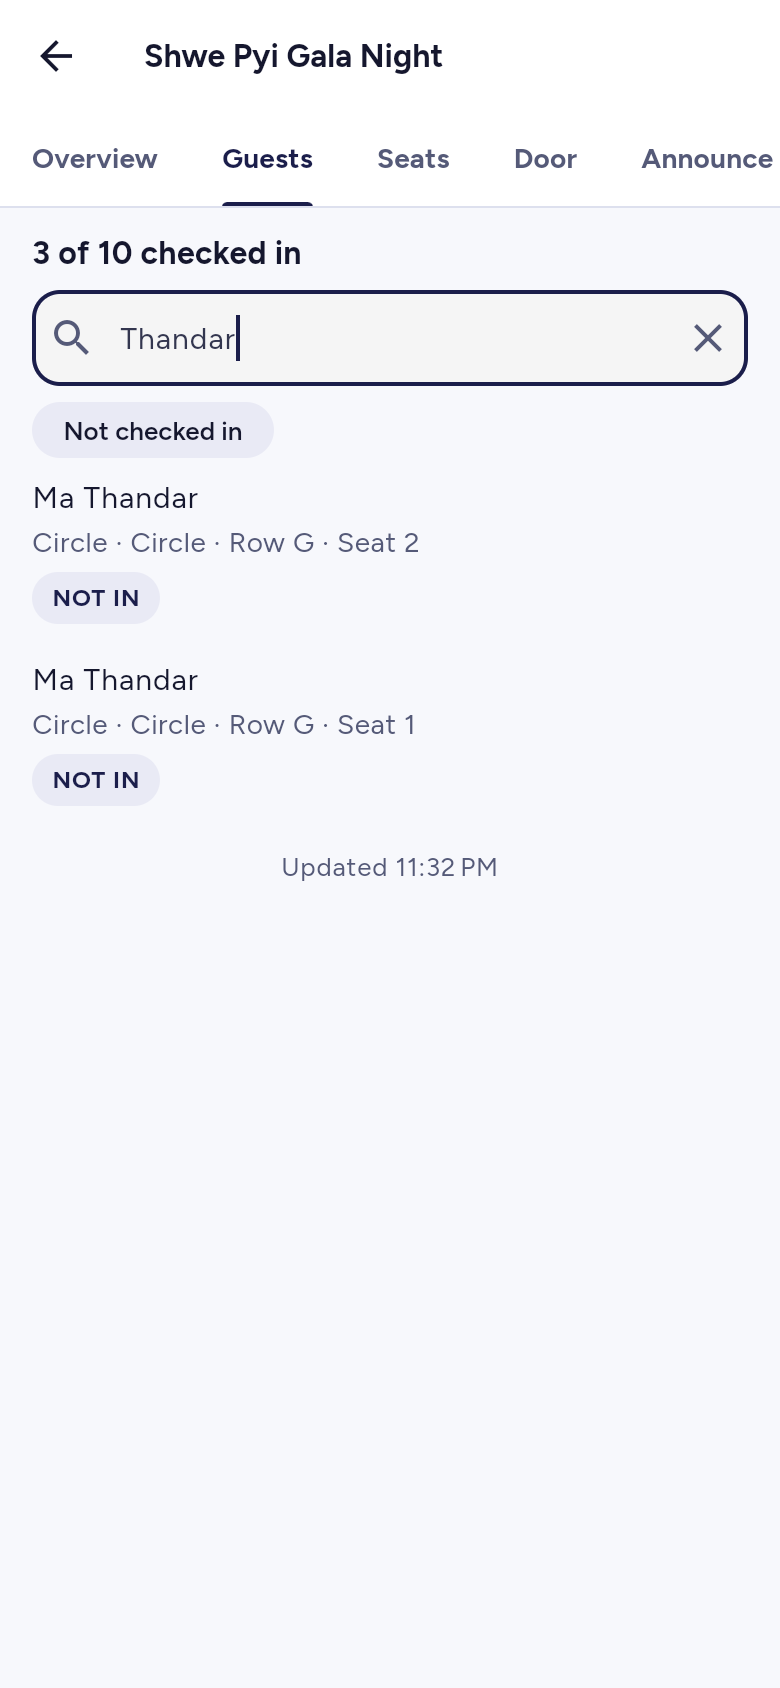 Shwe Pyi Gala Night
Overview Guests Seats Door Announce
3 of 10 checked in
Thandar
Not checked in
Ma Thandar
Circle · Circle · Row G · Seat 2
NOT IN
Ma Thandar
Circle · Circle · Row G · Seat 1
NOT IN
Updated 11:32 PM